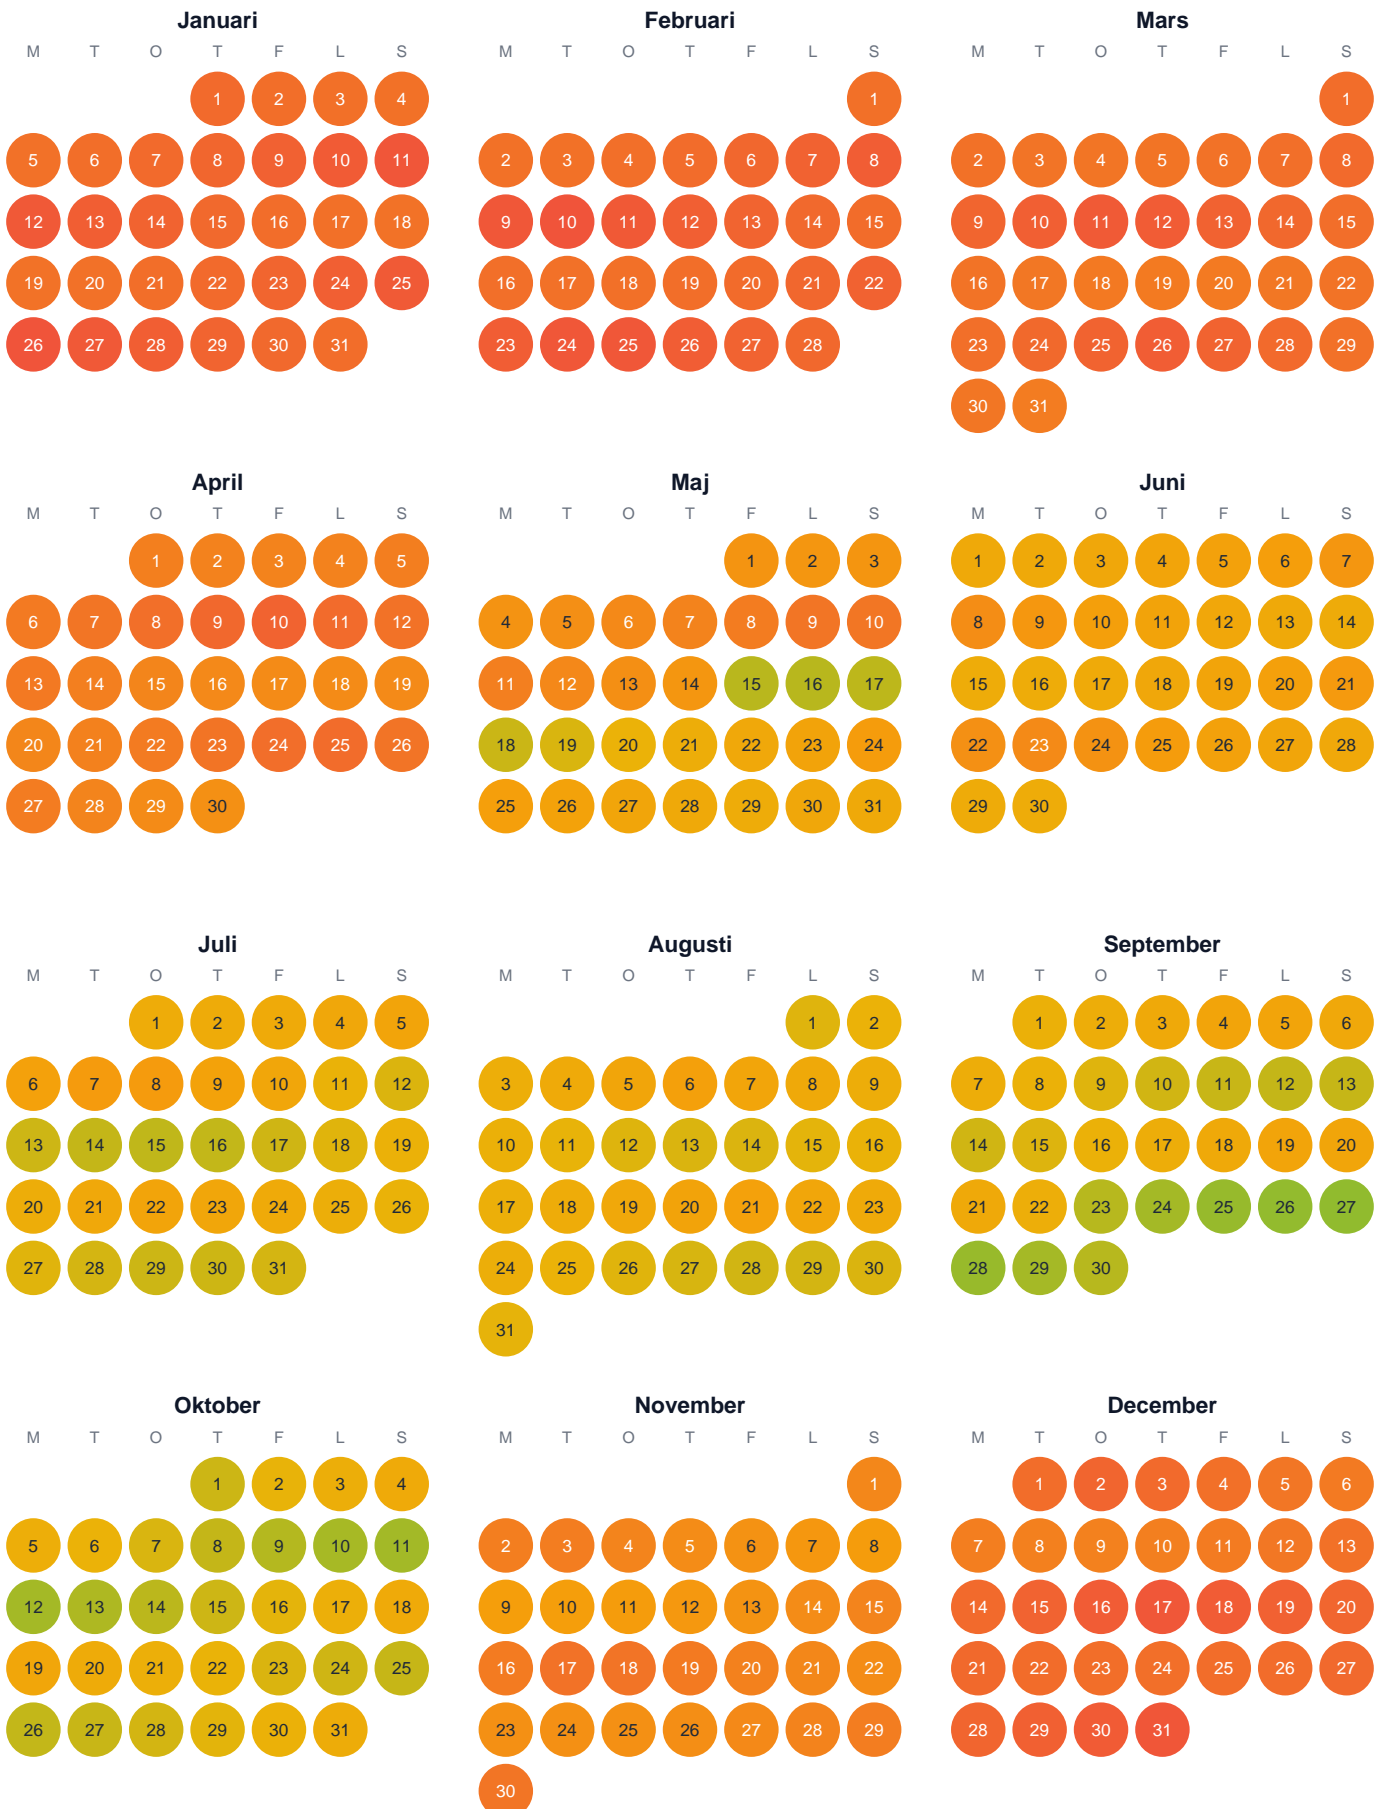 Januari Februari Mars
M T O T F L S M T O T F L S M T O T F L S
1 2 3 4 1 1
5 6 7 8 9 10 11 2 3 4 5 6 7 8 2 3 4 5 6 7 8
12 13 14 15 16 17 18 9 10 11 12 13 14 15 9 10 11 12 13 14 15
19 20 21 22 23 24 25 16 17 18 19 20 21 22 16 17 18 19 20 21 22
26 27 28 29 30 31 23 24 25 26 27 28 23 24 25 26 27 28 29
30 31
April Maj Juni
M T O T F L S M T O T F L S M T O T F L S
1 2 3 4 5 1 2 3 1 2 3 4 5 6 7
6 7 8 9 10 11 12 4 5 6 7 8 9 10 8 9 10 11 12 13 14
13 14 15 16 17 18 19 11 12 13 14 15 16 17 15 16 17 18 19 20 21
20 21 22 23 24 25 26 18 19 20 21 22 23 24 22 23 24 25 26 27 28
27 28 29 30 25 26 27 28 29 30 31 29 30
Juli Augusti September
M T O T F L S M T O T F L S M T O T F L S
1 2 3 4 5 1 2 1 2 3 4 5 6
6 7 8 9 10 11 12 3 4 5 6 7 8 9 7 8 9 10 11 12 13
13 14 15 16 17 18 19 10 11 12 13 14 15 16 14 15 16 17 18 19 20
20 21 22 23 24 25 26 17 18 19 20 21 22 23 21 22 23 24 25 26 27
27 28 29 30 31 24 25 26 27 28 29 30 28 29 30
31
Oktober November December
M T O T F L S M T O T F L S M T O T F L S
1 2 3 4 1 1 2 3 4 5 6
5 6 7 8 9 10 11 2 3 4 5 6 7 8 7 8 9 10 11 12 13
12 13 14 15 16 17 18 9 10 11 12 13 14 15 14 15 16 17 18 19 20
19 20 21 22 23 24 25 16 17 18 19 20 21 22 21 22 23 24 25 26 27
26 27 28 29 30 31 23 24 25 26 27 28 29 28 29 30 31
30